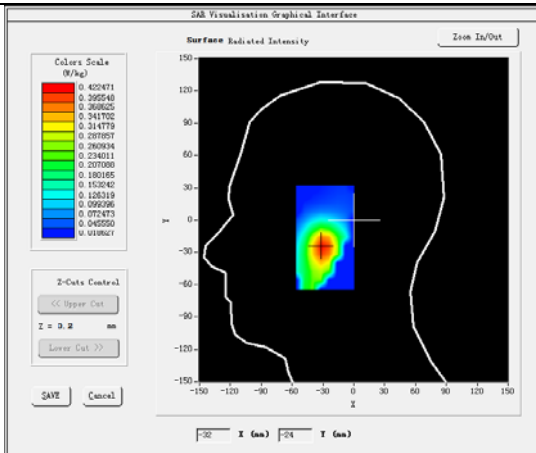 SAR Visualisation Graphical Interface
Surface Radiated Intensity
Zoom In/Out
Colors Scale
(W/kg)
0.422471
0.395548
0.368625
0.341702
0.314779
0.287857
0.260934
0.234011
0.207088
0.180165
0.153242
0.126319
0.099396
0.072473
0.045550
0.018627
150
120
90
60
30
0
-30
-60
-90
-120
-150
Y
-150 -120 -90 -60 -30 0 30 60 90 120 150
X
Z-Cuts Control
<< Upper Cut
Z = 3.2 mm
Lower Cut >>
SAVE Cancel
-32 X (mm) -24 Y (mm)